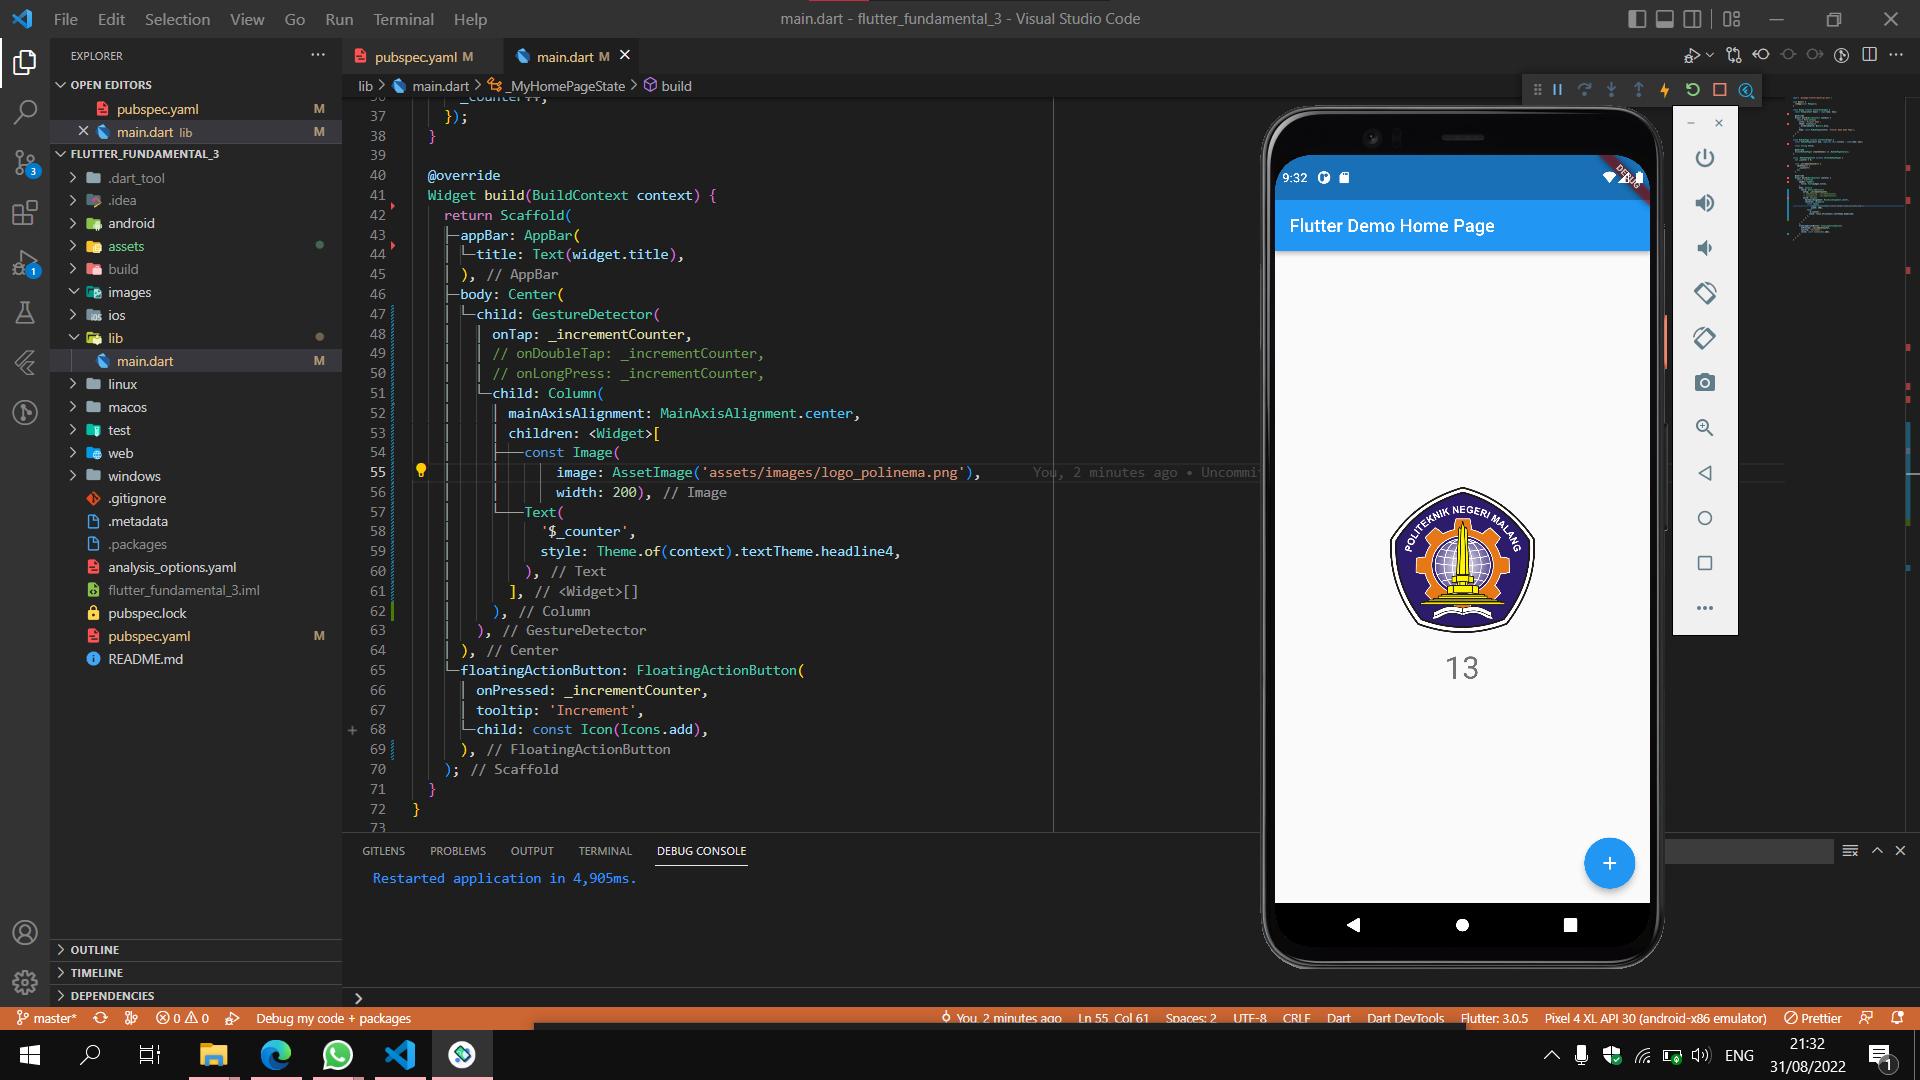 File Edit Selection View Go Run Terminal Help
main.dart - flutter_fundamental_3 - Visual Studio Code
EXPLORER
OPEN EDITORS
pubspec.yaml M
main.dart lib M
FLUTTER_FUNDAMENTAL_3
.dart_tool
.idea
android
assets
build
images
ios
lib
main.dart M
linux
macos
test
web
windows
.gitignore
.metadata
.packages
analysis_options.yaml
flutter_fundamental_3.iml
pubspec.lock
pubspec.yaml M
README.md
OUTLINE
TIMELINE
DEPENDENCIES
3
1
pubspec.yaml M
main.dart M
lib > main.dart > _MyHomePageState > build
36 _counter++;
37 });
38 }
39
40 @override
41 Widget build(BuildContext context) {
42 return Scaffold(
43 appBar: AppBar(
44 title: Text(widget.title),
45 ), // AppBar
46 body: Center(
47 child: GestureDetector(
48 onTap: _incrementCounter,
49 // onDoubleTap: _incrementCounter,
50 // onLongPress: _incrementCounter,
51 child: Column(
52 mainAxisAlignment: MainAxisAlignment.center,
53 children: <Widget>[
54 const Image(
55 image: AssetImage('assets/images/logo_polinema.png'), You, 2 minutes ago • Uncommit
56 width: 200), // Image
57 Text(
58 '$_counter',
59 style: Theme.of(context).textTheme.headline4,
60 ), // Text
61 ], // <Widget>[]
62 ), // Column
63 ), // GestureDetector
64 ), // Center
65 floatingActionButton: FloatingActionButton(
66 onPressed: _incrementCounter,
67 tooltip: 'Increment',
68 child: const Icon(Icons.add),
69 ), // FloatingActionButton
70 ); // Scaffold
71 }
72 }
73
GITLENS PROBLEMS OUTPUT TERMINAL DEBUG CONSOLE
Restarted application in 4,905ms.
9:32
DEBUG
Flutter Demo Home Page
POLITEKNIK NEGERI MALANG
13
master* 0 0 Debug my code + packages
You, 2 minutes ago Ln 55, Col 61 Spaces: 2 UTF-8 CRLF Dart Dart DevTools Flutter: 3.0.5 Pixel 4 XL API 30 (android-x86 emulator) Prettier
ENG
21:32
31/08/2022
1